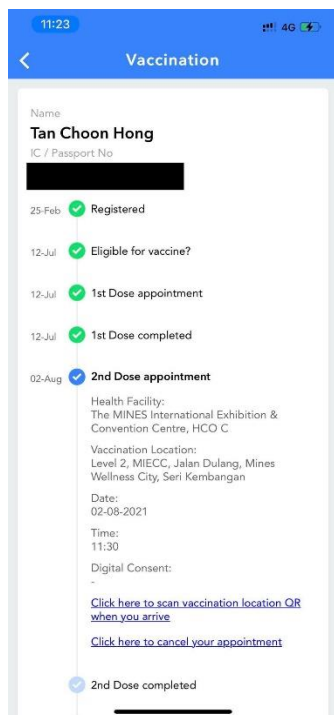 11:23
4G
Vaccination
Name
Tan Choon Hong
IC / Passport No
25-Feb Registered
12-Jul Eligible for vaccine?
12-Jul 1st Dose appointment
12-Jul 1st Dose completed
02-Aug 2nd Dose appointment
Health Facility:
The MINES International Exhibition &
Convention Centre, HCO C
Vaccination Location:
Level 2, MIECC, Jalan Dulang, Mines
Wellness City, Seri Kembangan
Date:
02-08-2021
Time:
11:30
Digital Consent:
-
Click here to scan vaccination location QR
when you arrive
Click here to cancel your appointment
2nd Dose completed